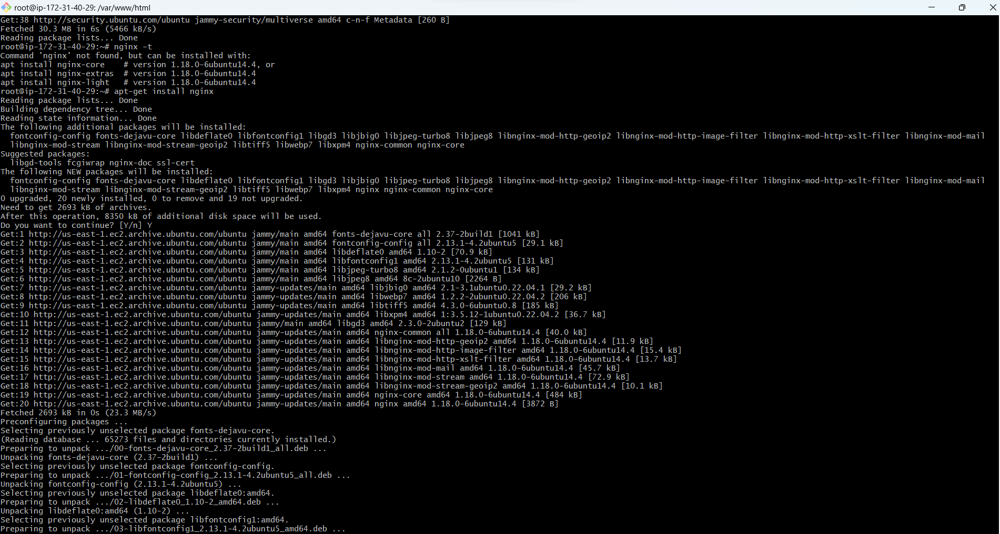 root@ip-172-31-40-29: /var/www/html
Get:38 http://security.ubuntu.com/ubuntu jammy-security/multiverse amd64 c-n-f Metadata [260 B]
Fetched 30.3 MB in 6s (5466 kB/s)
Reading package lists... Done
root@ip-172-31-40-29:~# nginx -t
Command 'nginx' not found, but can be installed with:
apt install nginx-core    # version 1.18.0-6ubuntu14.4, or
apt install nginx-extras  # version 1.18.0-6ubuntu14.4
apt install nginx-light   # version 1.18.0-6ubuntu14.4
root@ip-172-31-40-29:~# apt-get install nginx
Reading package lists... Done
Building dependency tree... Done
Reading state information... Done
The following additional packages will be installed:
  fontconfig-config fonts-dejavu-core libdeflate0 libfontconfig1 libgd3 libjbig0 libjpeg-turbo8 libjpeg8 libnginx-mod-http-geoip2 libnginx-mod-http-image-filter libnginx-mod-http-xslt-filter libnginx-mod-mail
  libnginx-mod-stream libnginx-mod-stream-geoip2 libtiff5 libwebp7 libxpm4 nginx-common nginx-core
Suggested packages:
  libgd-tools fcgiwrap nginx-doc ssl-cert
The following NEW packages will be installed:
  fontconfig-config fonts-dejavu-core libdeflate0 libfontconfig1 libgd3 libjbig0 libjpeg-turbo8 libjpeg8 libnginx-mod-http-geoip2 libnginx-mod-http-image-filter libnginx-mod-http-xslt-filter libnginx-mod-mail
  libnginx-mod-stream libnginx-mod-stream-geoip2 libtiff5 libwebp7 libxpm4 nginx nginx-common nginx-core
0 upgraded, 20 newly installed, 0 to remove and 19 not upgraded.
Need to get 2693 kB of archives.
After this operation, 8350 kB of additional disk space will be used.
Do you want to continue? [Y/n] Y
Get:1 http://us-east-1.ec2.archive.ubuntu.com/ubuntu jammy/main amd64 fonts-dejavu-core all 2.37-2build1 [1041 kB]
Get:2 http://us-east-1.ec2.archive.ubuntu.com/ubuntu jammy/main amd64 fontconfig-config all 2.13.1-4.2ubuntu5 [29.1 kB]
Get:3 http://us-east-1.ec2.archive.ubuntu.com/ubuntu jammy/main amd64 libdeflate0 amd64 1.10-2 [70.9 kB]
Get:4 http://us-east-1.ec2.archive.ubuntu.com/ubuntu jammy/main amd64 libfontconfig1 amd64 2.13.1-4.2ubuntu5 [131 kB]
Get:5 http://us-east-1.ec2.archive.ubuntu.com/ubuntu jammy/main amd64 libjpeg-turbo8 amd64 2.1.2-0ubuntu1 [134 kB]
Get:6 http://us-east-1.ec2.archive.ubuntu.com/ubuntu jammy/main amd64 libjpeg8 amd64 8c-2ubuntu10 [2264 B]
Get:7 http://us-east-1.ec2.archive.ubuntu.com/ubuntu jammy-updates/main amd64 libjbig0 amd64 2.1-3.1ubuntu0.22.04.1 [29.2 kB]
Get:8 http://us-east-1.ec2.archive.ubuntu.com/ubuntu jammy-updates/main amd64 libwebp7 amd64 1.2.2-2ubuntu0.22.04.2 [206 kB]
Get:9 http://us-east-1.ec2.archive.ubuntu.com/ubuntu jammy-updates/main amd64 libtiff5 amd64 4.3.0-6ubuntu0.8 [185 kB]
Get:10 http://us-east-1.ec2.archive.ubuntu.com/ubuntu jammy-updates/main amd64 libxpm4 amd64 1:3.5.12-1ubuntu0.22.04.2 [36.7 kB]
Get:11 http://us-east-1.ec2.archive.ubuntu.com/ubuntu jammy/main amd64 libgd3 amd64 2.3.0-2ubuntu2 [129 kB]
Get:12 http://us-east-1.ec2.archive.ubuntu.com/ubuntu jammy-updates/main amd64 nginx-common all 1.18.0-6ubuntu14.4 [40.0 kB]
Get:13 http://us-east-1.ec2.archive.ubuntu.com/ubuntu jammy-updates/main amd64 libnginx-mod-http-geoip2 amd64 1.18.0-6ubuntu14.4 [11.9 kB]
Get:14 http://us-east-1.ec2.archive.ubuntu.com/ubuntu jammy-updates/main amd64 libnginx-mod-http-image-filter amd64 1.18.0-6ubuntu14.4 [15.4 kB]
Get:15 http://us-east-1.ec2.archive.ubuntu.com/ubuntu jammy-updates/main amd64 libnginx-mod-http-xslt-filter amd64 1.18.0-6ubuntu14.4 [13.7 kB]
Get:16 http://us-east-1.ec2.archive.ubuntu.com/ubuntu jammy-updates/main amd64 libnginx-mod-mail amd64 1.18.0-6ubuntu14.4 [45.7 kB]
Get:17 http://us-east-1.ec2.archive.ubuntu.com/ubuntu jammy-updates/main amd64 libnginx-mod-stream amd64 1.18.0-6ubuntu14.4 [72.9 kB]
Get:18 http://us-east-1.ec2.archive.ubuntu.com/ubuntu jammy-updates/main amd64 libnginx-mod-stream-geoip2 amd64 1.18.0-6ubuntu14.4 [10.1 kB]
Get:19 http://us-east-1.ec2.archive.ubuntu.com/ubuntu jammy-updates/main amd64 nginx-core amd64 1.18.0-6ubuntu14.4 [484 kB]
Get:20 http://us-east-1.ec2.archive.ubuntu.com/ubuntu jammy-updates/main amd64 nginx amd64 1.18.0-6ubuntu14.4 [3872 B]
Fetched 2693 kB in 0s (23.3 MB/s)
Preconfiguring packages ...
Selecting previously unselected package fonts-dejavu-core.
(Reading database ... 65273 files and directories currently installed.)
Preparing to unpack .../00-fonts-dejavu-core_2.37-2build1_all.deb ...
Unpacking fonts-dejavu-core (2.37-2build1) ...
Selecting previously unselected package fontconfig-config.
Preparing to unpack .../01-fontconfig-config_2.13.1-4.2ubuntu5_all.deb ...
Unpacking fontconfig-config (2.13.1-4.2ubuntu5) ...
Selecting previously unselected package libdeflate0:amd64.
Preparing to unpack .../02-libdeflate0_1.10-2_amd64.deb ...
Unpacking libdeflate0:amd64 (1.10-2) ...
Selecting previously unselected package libfontconfig1:amd64.
Preparing to unpack .../03-libfontconfig1_2.13.1-4.2ubuntu5_amd64.deb ...